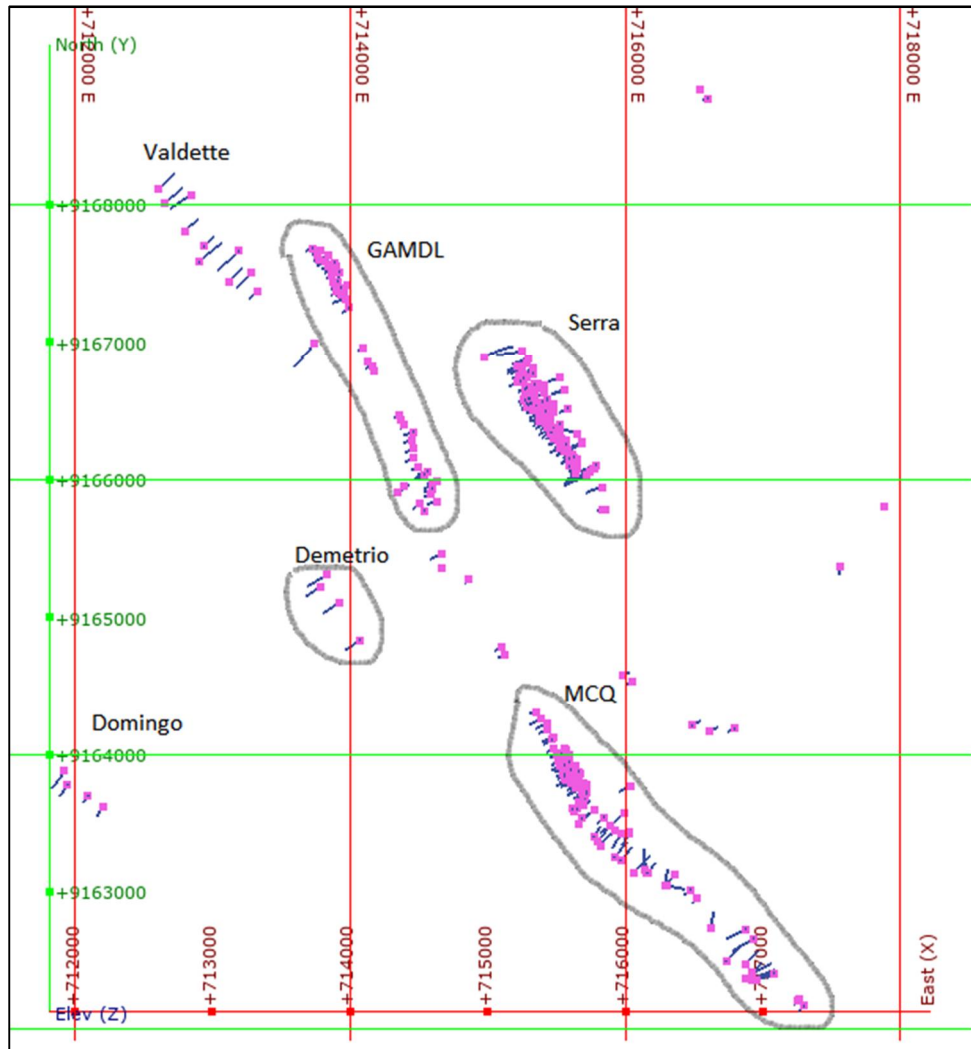 +712000 E
+714000 E
+716000 E
+718000 E
North (Y)
Valdette
+9168000
GAMDL
Serra
+9167000
+9166000
Demetrio
+9165000
MCQ
Domingo
+9164000
+9163000
+712000
+713000
+714000
+715000
+716000
East (X)
Elev (Z)